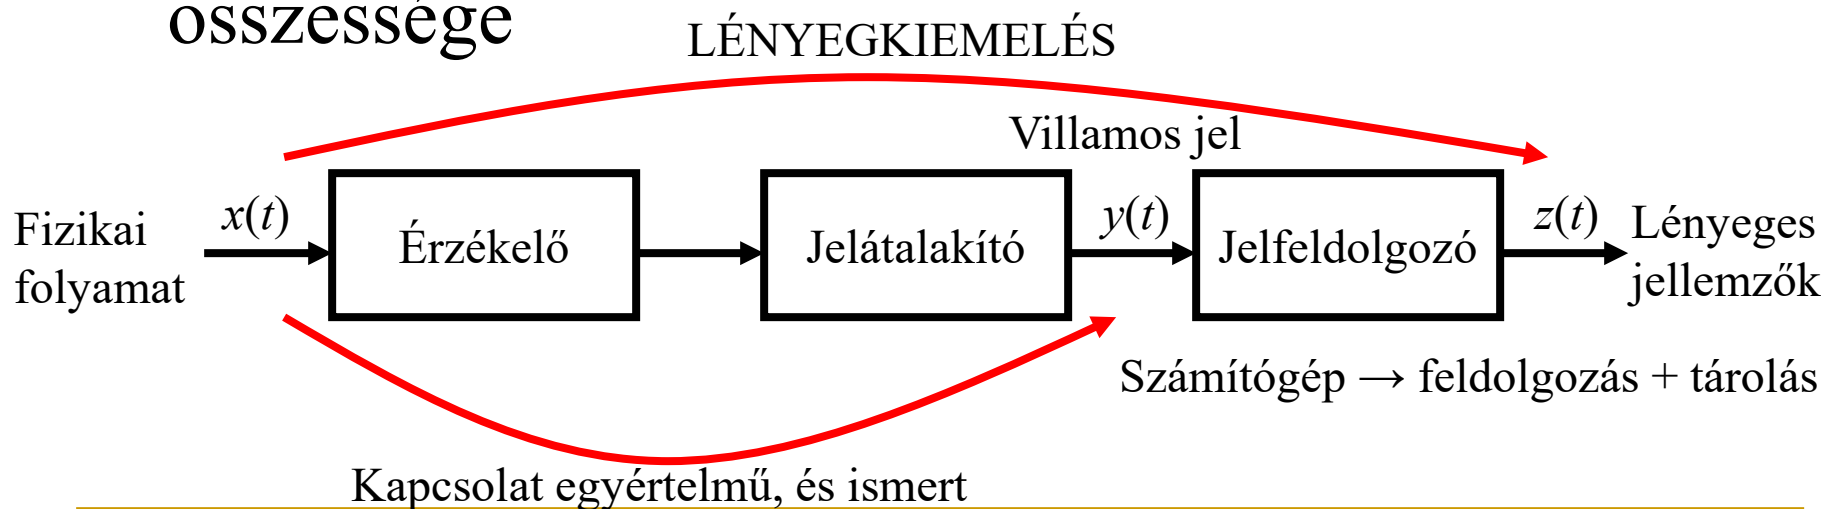 összessége
LÉNYEGKIEMELÉS
Villamos jel
Fizikai
folyamat
x(t)
Érzékelő
Jelátalakító
y(t)
Jelfeldolgozó
z(t)
Lényeges
jellemzők
Számítógép → feldolgozás + tárolás
Kapcsolat egyértelmű, és ismert